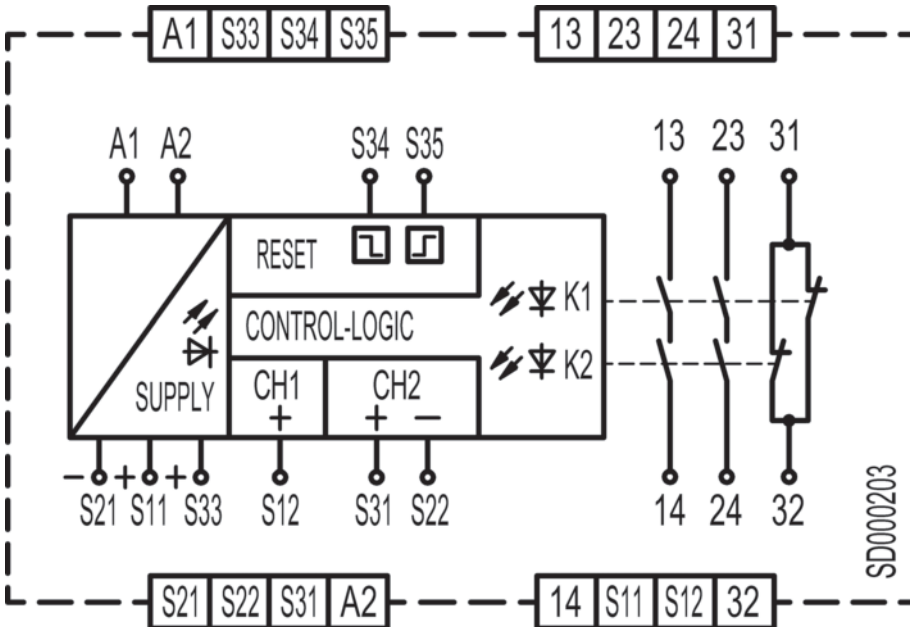 A1 S33 S34 S35 13 23 24 31
A1 A2 S34 S35 13 23 31
RESET
K1
CONTROL-LOGIC
K2
SUPPLY CH1 CH2
+ + −
− + +
S21 S11 S33 S12 S31 S22 14 24 32
SD000203
S21 S22 S31 A2 14 S11 S12 32